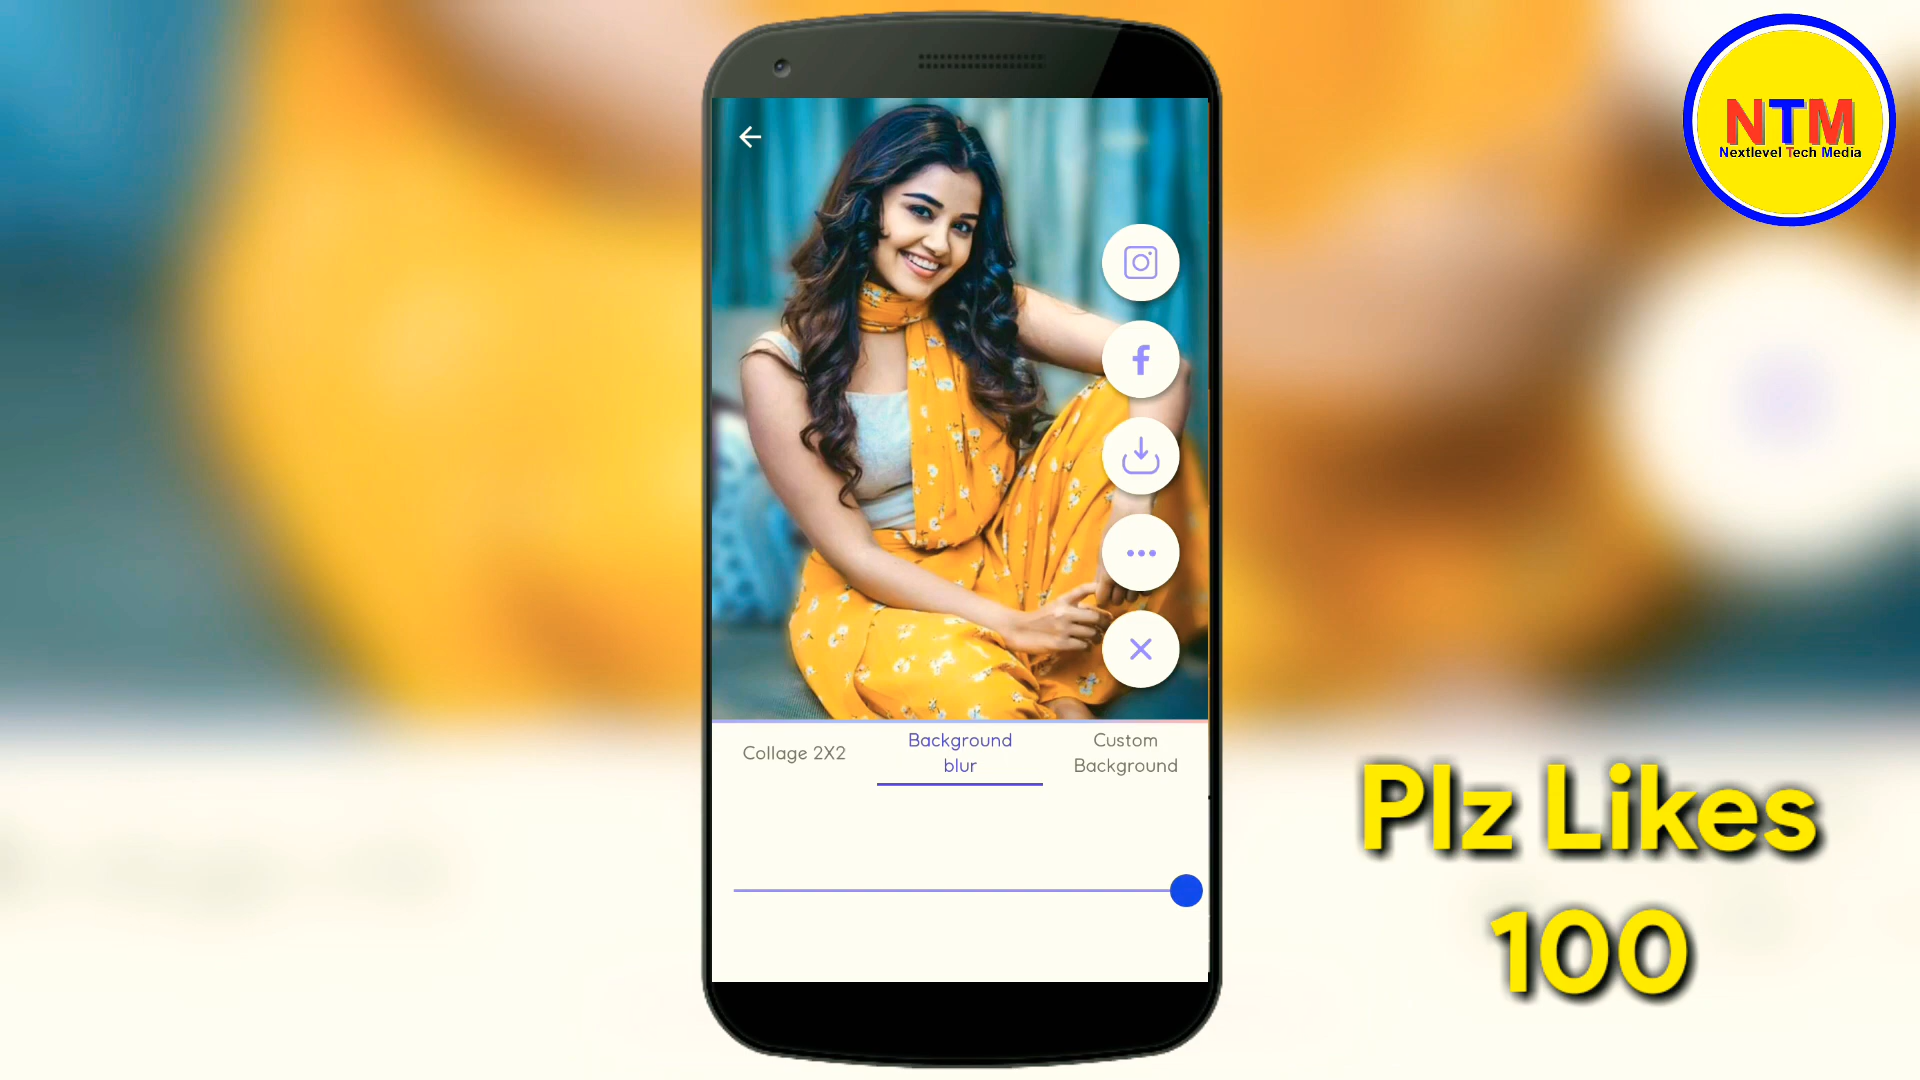 NTM
Nextlevel Tech Media
Collage 2X2
Background
blur
Custom
Background
Plz Likes
100